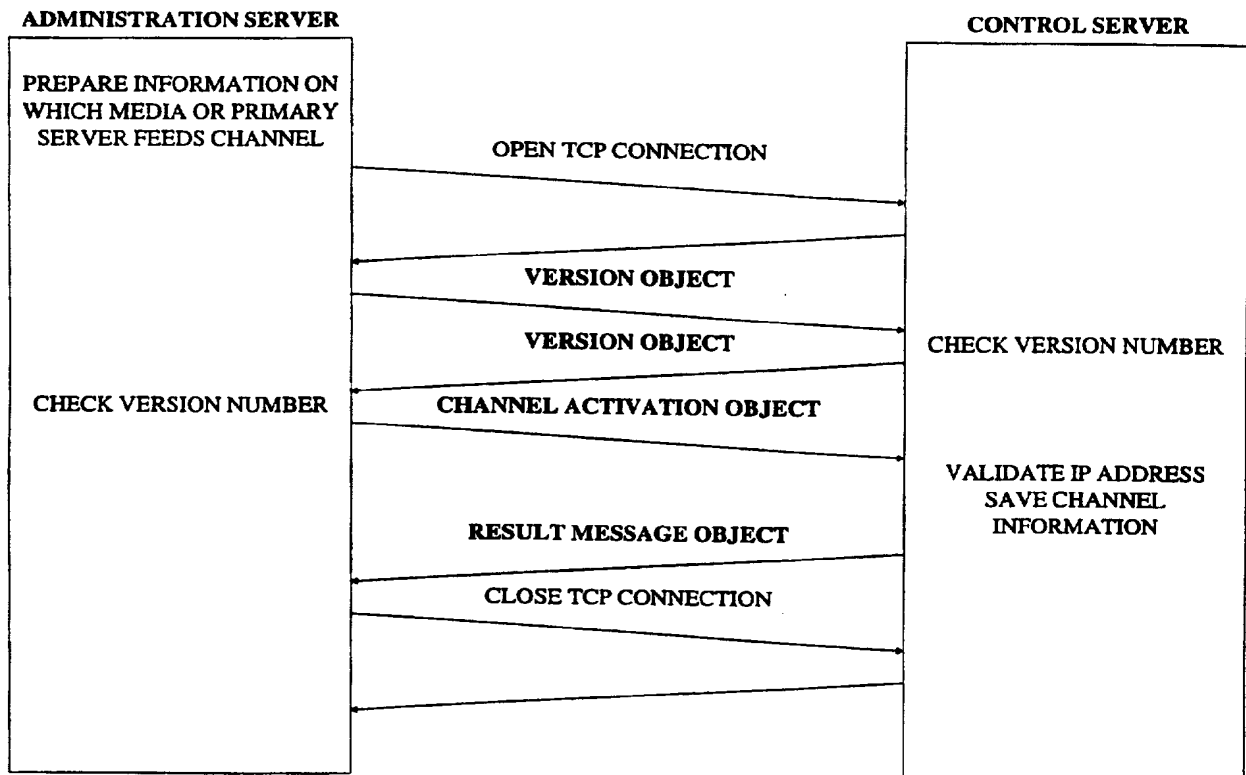 ADMINISTRATION SERVER
CONTROL SERVER
PREPARE INFORMATION ON
WHICH MEDIA OR PRIMARY
SERVER FEEDS CHANNEL
OPEN TCP CONNECTION
VERSION OBJECT
VERSION OBJECT
CHECK VERSION NUMBER
CHECK VERSION NUMBER
CHANNEL ACTIVATION OBJECT
VALIDATE IP ADDRESS
SAVE CHANNEL
INFORMATION
RESULT MESSAGE OBJECT
CLOSE TCP CONNECTION